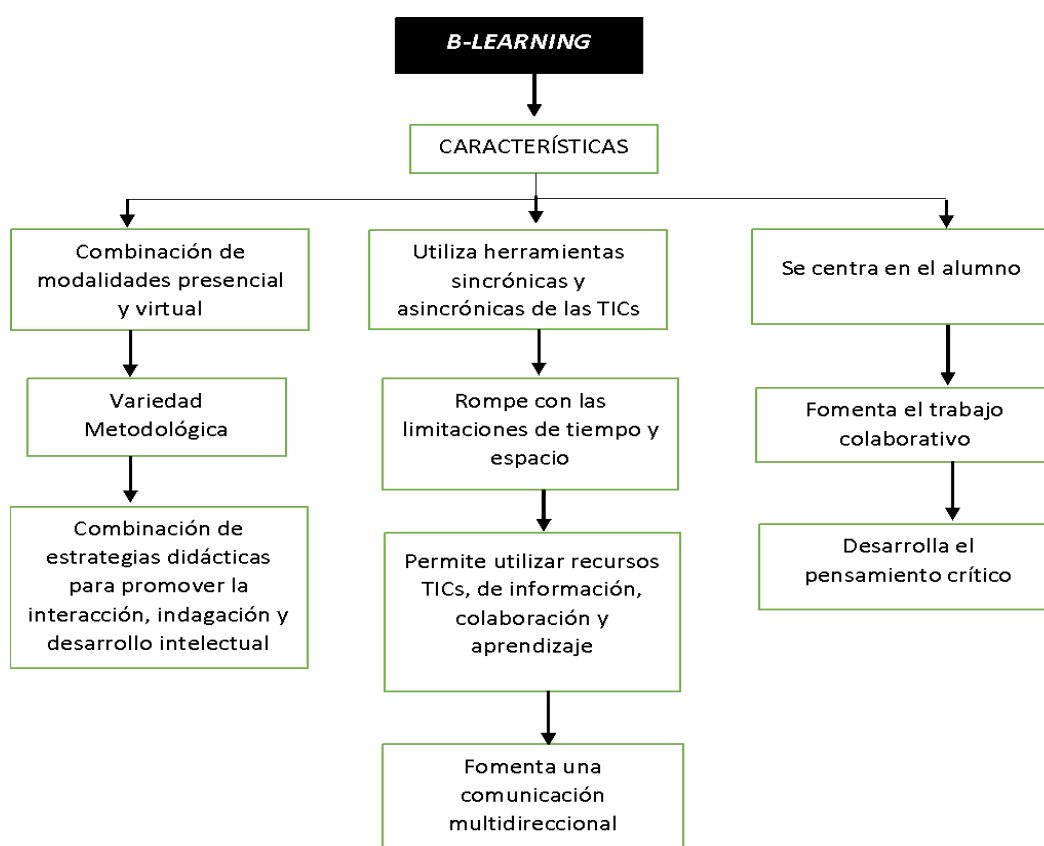 B-LEARNING
CARACTERÍSTICAS
Combinación de
modalidades presencial
y virtual
Variedad
Metodológica
Combinación de
estrategias didácticas
para promover la
interacción, indagación y
desarrollo intelectual
Utiliza herramientas
sincrónicas y
asincrónicas de las TICs
Rompe con las
limitaciones de tiempo y
espacio
Permite utilizar recursos
TICs, de información,
colaboración y
aprendizaje
Fomenta una
comunicación
multidireccional
Se centra en el alumno
Fomenta el trabajo
colaborativo
Desarrolla el
pensamiento crítico